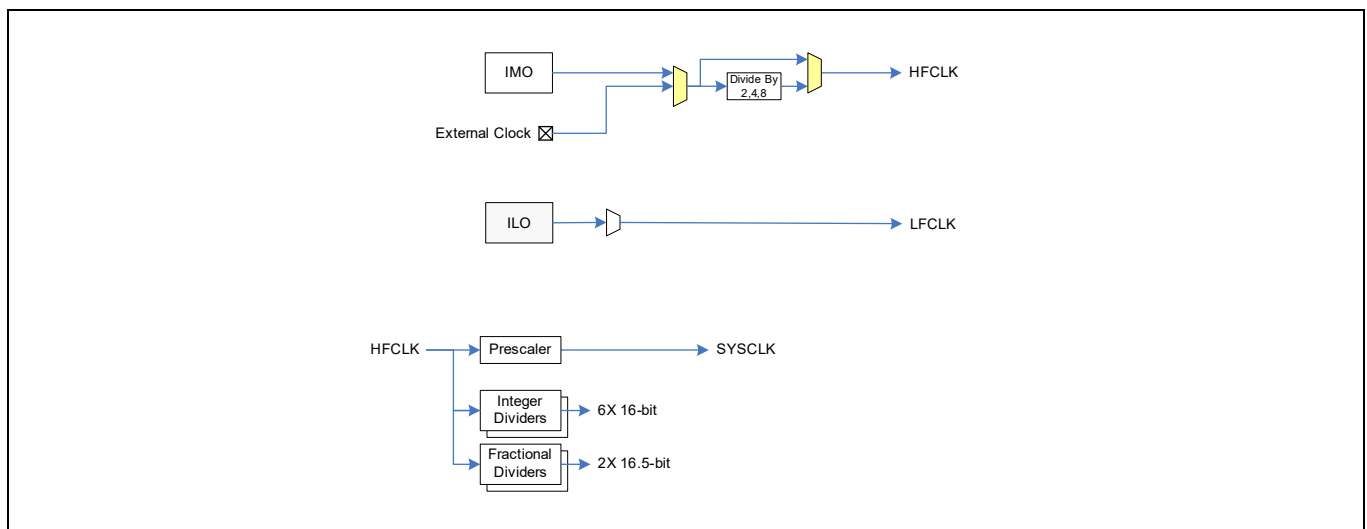 IMO
Divide By
2,4,8
HFCLK
External Clock
ILO
LFCLK
HFCLK
Prescaler
SYSCLK
Integer
Dividers
6X 16-bit
Fractional
Dividers
2X 16.5-bit